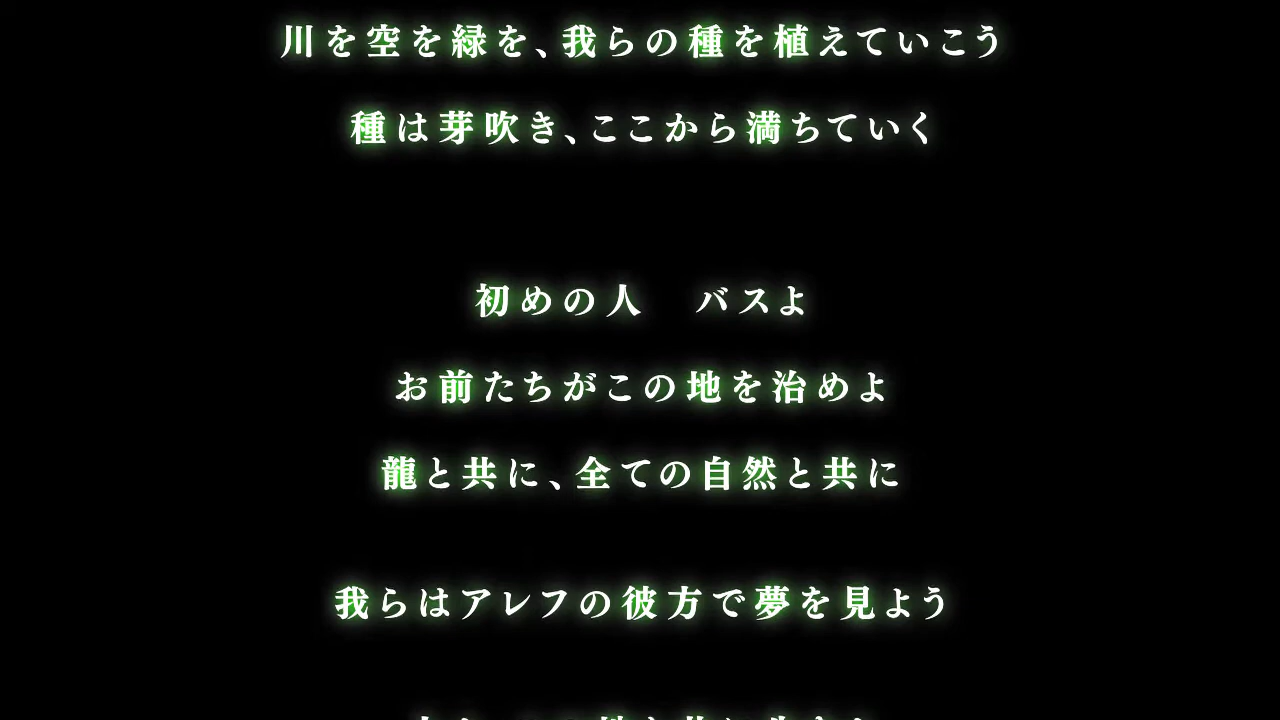 川を空を緑を、我らの種を植えていこう
種は芽吹き、ここから満ちていく
初めの人　バスよ
お前たちがこの地を治めよ
龍と共に、全ての自然と共に
我らはアレフの彼方で夢を見よう